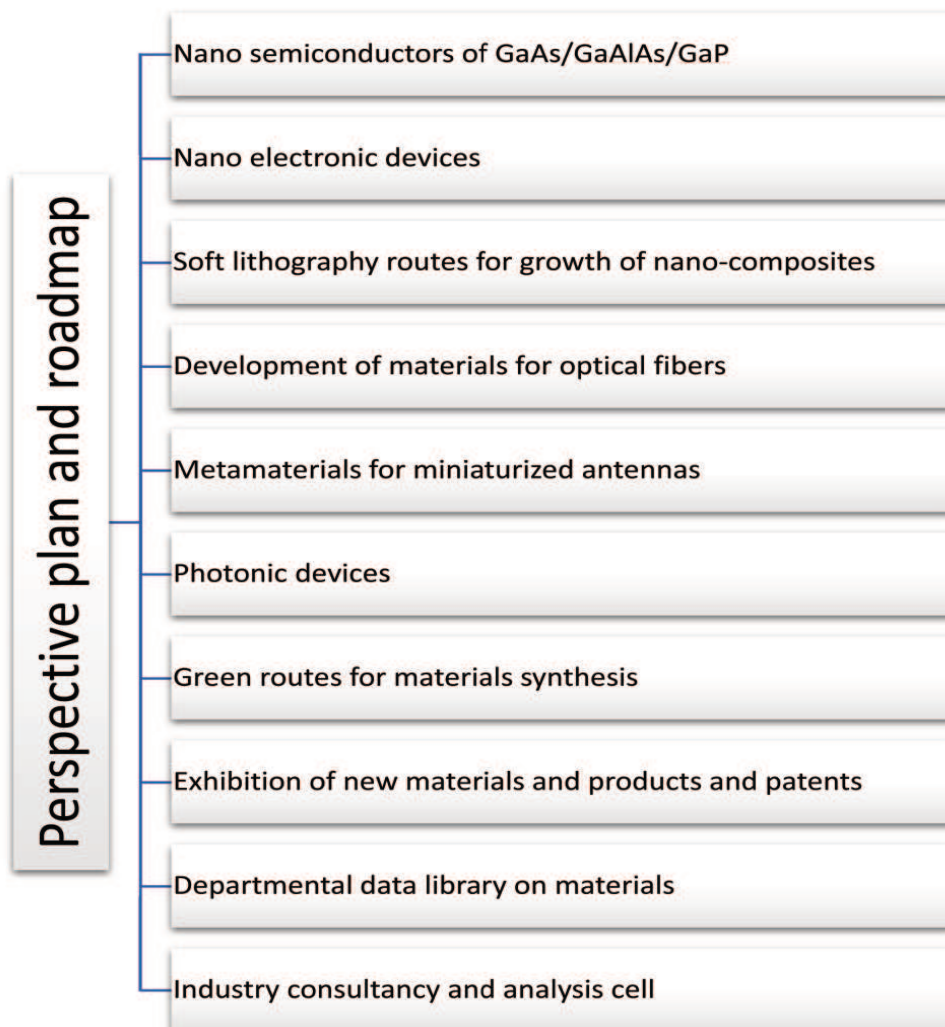 Perspective plan and roadmap
Nano semiconductors of GaAs/GaAlAs/GaP
Nano electronic devices
Soft lithography routes for growth of nano-composites
Development of materials for optical fibers
Metamaterials for miniaturized antennas
Photonic devices
Green routes for materials synthesis
Exhibition of new materials and products and patents
Departmental data library on materials
Industry consultancy and analysis cell